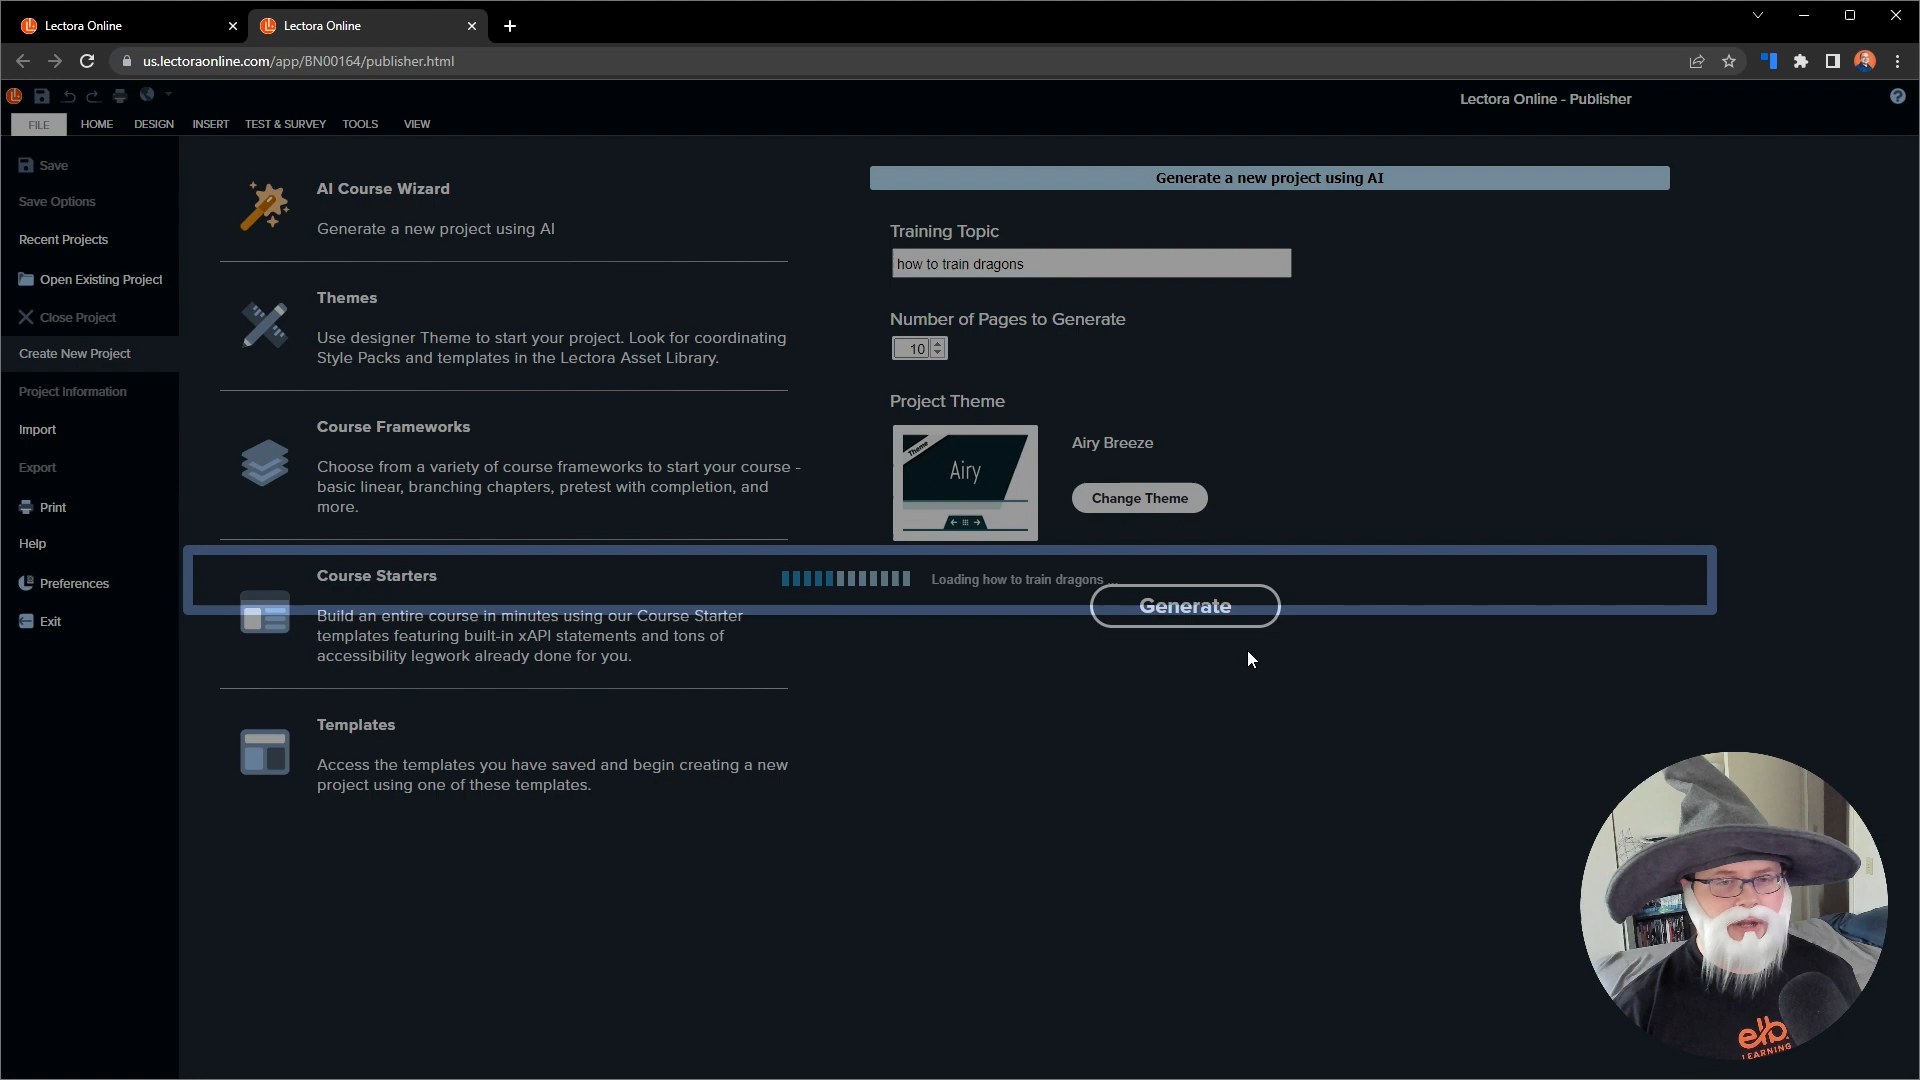 Lectora Online
Lectora Online
us.lectoraonline.com/app/BN00164/publisher.html
Lectora Online - Publisher
FILE HOME DESIGN INSERT TEST & SURVEY TOOLS VIEW
Save
Save Options
Recent Projects
Open Existing Project
Close Project
Create New Project
Project Information
Import
Export
Print
Help
Preferences
Exit
AI Course Wizard
Generate a new project using AI
Themes
Use designer Theme to start your project. Look for coordinating
Style Packs and templates in the Lectora Asset Library.
Course Frameworks
Choose from a variety of course frameworks to start your course -
basic linear, branching chapters, pretest with completion, and
more.
Course Starters
Build an entire course in minutes using our Course Starter
templates featuring built-in xAPI statements and tons of
accessibility legwork already done for you.
Templates
Access the templates you have saved and begin creating a new
project using one of these templates.
Generate a new project using AI
Training Topic
how to train dragons
Number of Pages to Generate
10
Project Theme
Theme
Airy
Airy Breeze
Change Theme
Loading how to train dragons ...
Generate
elb
LEARNING